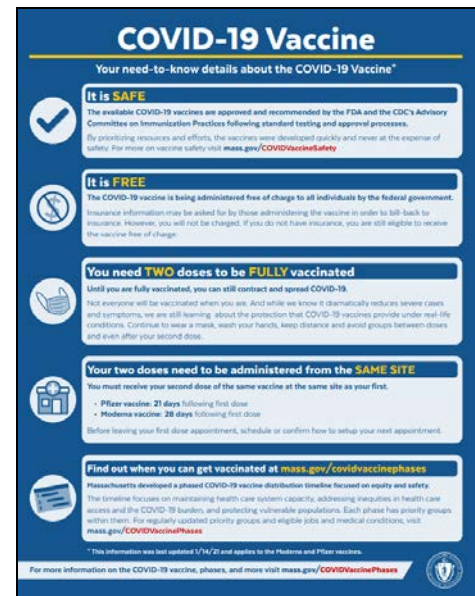 COVID-19 Vaccine
Your need-to-know details about the COVID-19 Vaccine*
It is SAFE
The available COVID-19 vaccines are approved and recommended by the FDA and the CDC's Advisory
Committee on Immunization Practices following standard testing and approval processes.
By prioritizing resources and efforts, the vaccines were developed quickly and never at the expense of
safety. For more on vaccine safety visit mass.gov/COVIDVaccineSafety
It is FREE
The COVID-19 vaccine is being administered free of charge to all individuals by the federal government.
Insurance information may be asked for by those administering the vaccine in order to bill-back to
insurance. However, you will not be charged. If you do not have insurance, you are still eligible to receive
the vaccine free of charge.
You need TWO doses to be FULLY vaccinated
Until you are fully vaccinated, you can still contract and spread COVID-19.
Not everyone will be vaccinated when you are. And while we know it dramatically reduces severe cases
and symptoms, we are still learning about the protection that COVID-19 vaccines provide under real-life
conditions. Continue to wear a mask, wash your hands, keep distance and avoid groups between doses
and even after your second dose.
Your two doses need to be administered from the SAME SITE
You must receive your second dose of the same vaccine at the same site as your first.
• Pfizer vaccine: 21 days following first dose
• Moderna vaccine: 28 days following first dose
Before leaving your first dose appointment, schedule or confirm how to setup your next appointment.
Find out when you can get vaccinated at mass.gov/covidvaccinephases
Massachusetts developed a phased COVID-19 vaccine distribution timeline focused on equity and safety.
The timeline focuses on maintaining health care system capacity, addressing inequities in health care
access and the COVID-19 burden, and protecting vulnerable populations. Each phase has priority groups
within them. For regularly updated priority groups and eligible jobs and medical conditions, visit
mass.gov/COVIDVaccinePhases
* This information was last updated 1/14/21 and applies to the Moderna and Pfizer vaccines.
For more information on the COVID-19 vaccine, phases, and more visit mass.gov/COVIDVaccinePhases